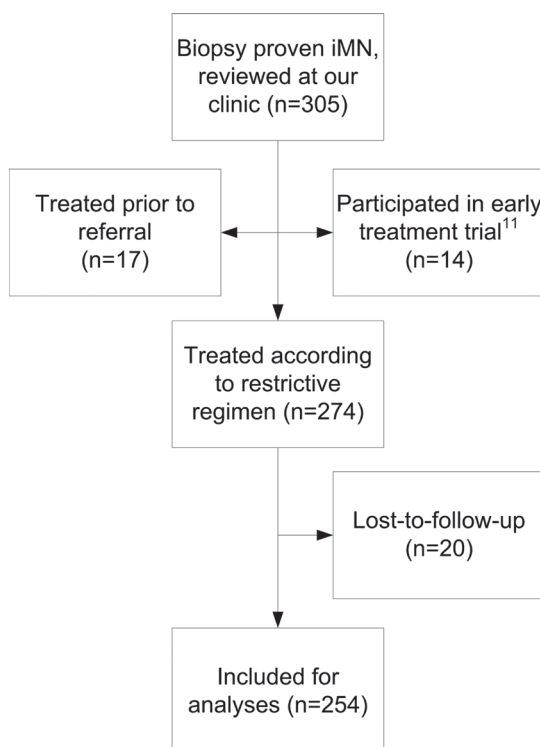 Biopsy proven iMN,
reviewed at our
clinic (n=305)
Treated prior to
referral
(n=17)
Participated in early
treatment trial¹¹
(n=14)
Treated according
to restrictive
regimen (n=274)
Lost-to-follow-up
(n=20)
Included for
analyses (n=254)